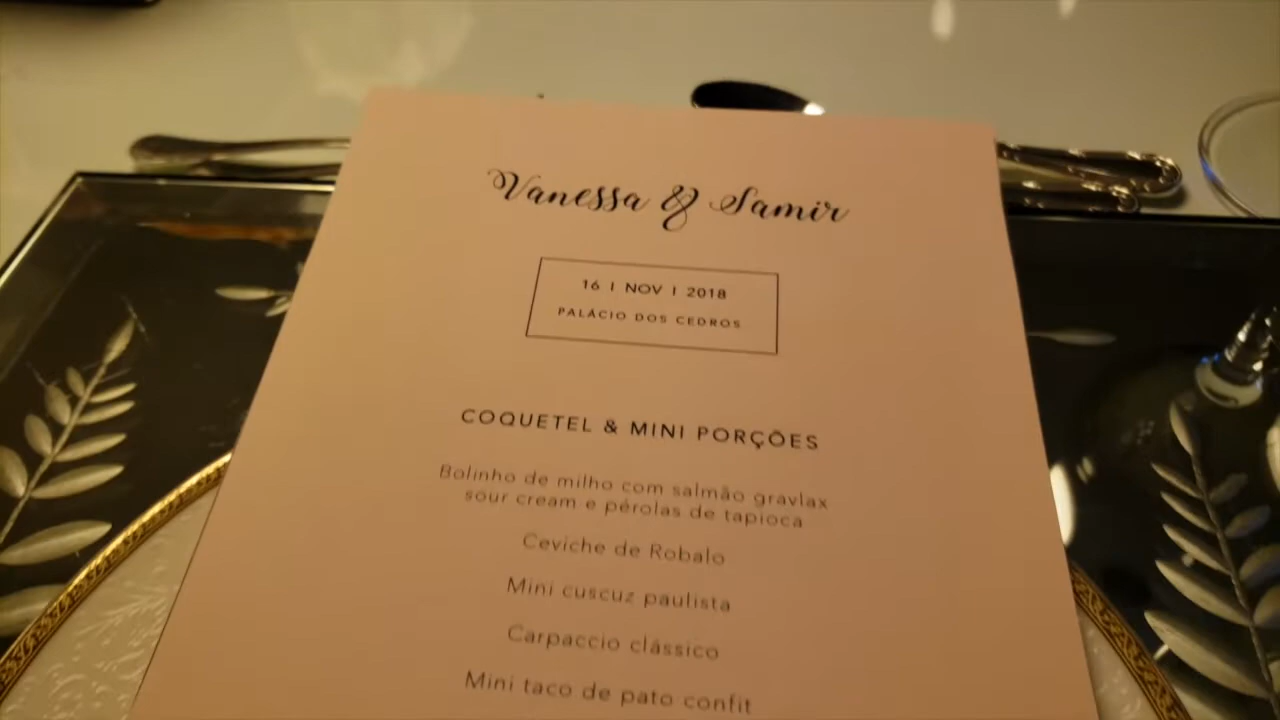 Vanessa & Samir
16 | NOV | 2018
PALÁCIO DOS CEDROS
COQUETEL & MINI PORÇÕES
Bolinho de milho com salmão gravlax
sour cream e pérolas de tapioca
Ceviche de Robalo
Mini cuscuz paulista
Carpaccio clássico
Mini taco de pato confit